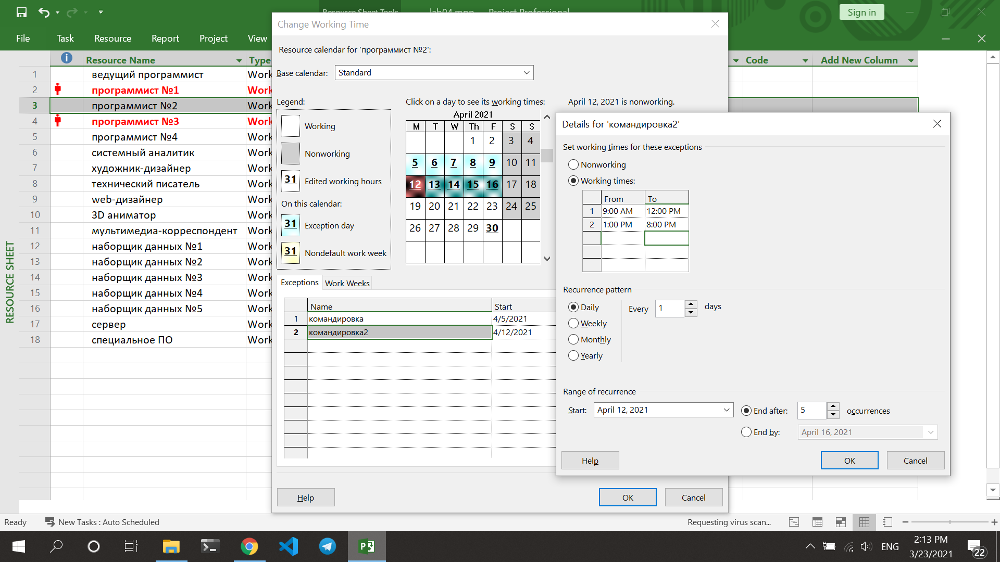 Resource Sheet Tools
lab04.mpp - Project Professional
Sign in
File
Task
Resource
Report
Project
View
Resource Name
Type
Code
Add New Column
1 ведущий программист Work
2 программист №1 Work
3 программист №2 Work
4 программист №3 Work
5 программист №4 Work
6 системный аналитик Work
7 художник-дизайнер Work
8 технический писатель Work
9 web-дизайнер Work
10 3D аниматор Work
11 мультимедиа-корреспондент Work
12 наборщик данных №1 Work
13 наборщик данных №2 Work
14 наборщик данных №3 Work
15 наборщик данных №4 Work
16 наборщик данных №5 Work
17 сервер Work
18 специальное ПО Work
RESOURCE SHEET
Change Working Time
Resource calendar for 'программист №2':
Base calendar: Standard
Legend:
Working
Nonworking
31 Edited working hours
On this calendar:
31 Exception day
31 Nondefault work week
Click on a day to see its working times:
April 12, 2021 is nonworking.
April 2021
M T W Th F S S
1 2 3 4
5 6 7 8 9 10 11
12 13 14 15 16 17 18
19 20 21 22 23 24 25
26 27 28 29 30
Exceptions
Work Weeks
Name Start
1 командировка 4/5/2021
2 командировка2 4/12/2021
Help
OK
Cancel
Details for 'командировка2'
Set working times for these exceptions
Nonworking
Working times:
From To
1 9:00 AM 12:00 PM
2 1:00 PM 8:00 PM
Recurrence pattern
Daily
Weekly
Monthly
Yearly
Every 1 days
Range of recurrence
Start: April 12, 2021
End after: 5 occurrences
End by: April 16, 2021
Help
OK
Cancel
Ready
New Tasks : Auto Scheduled
Requesting virus scan...
ENG
2:13 PM
3/23/2021
22